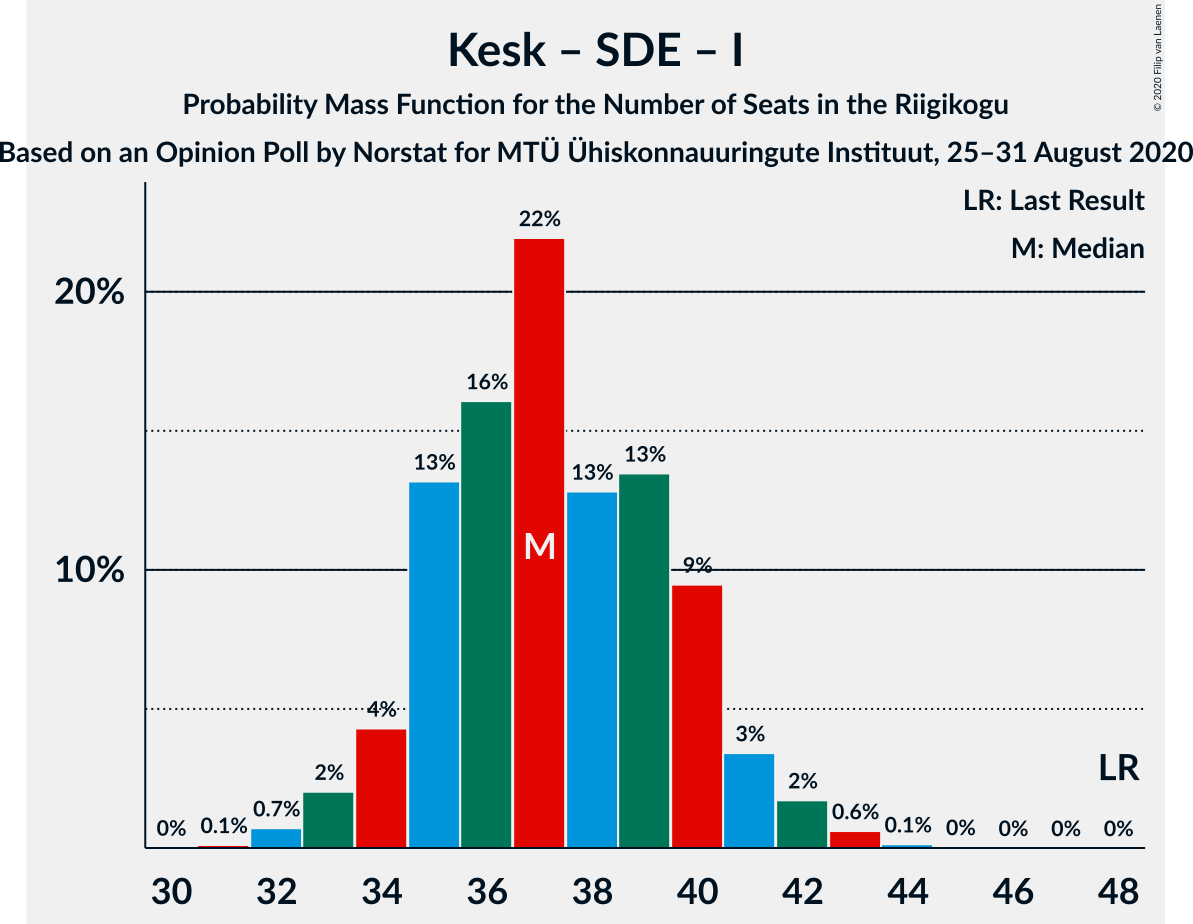 Kesk – SDE – I
Probability Mass Function for the Number of Seats in the Riigikogu
Based on an Opinion Poll by Norstat for MTÜ Ühiskonnauuringute Instituut, 25–31 August 2020
© 2020 Filip van Laenen
LR: Last Result
M: Median
20%
10%
0%
0.1%
0.7%
2%
4%
13%
16%
22%
13%
13%
9%
3%
2%
0.6%
0.1%
0%
0%
0%
0%
M
LR
30 32 34 36 38 40 42 44 46 48